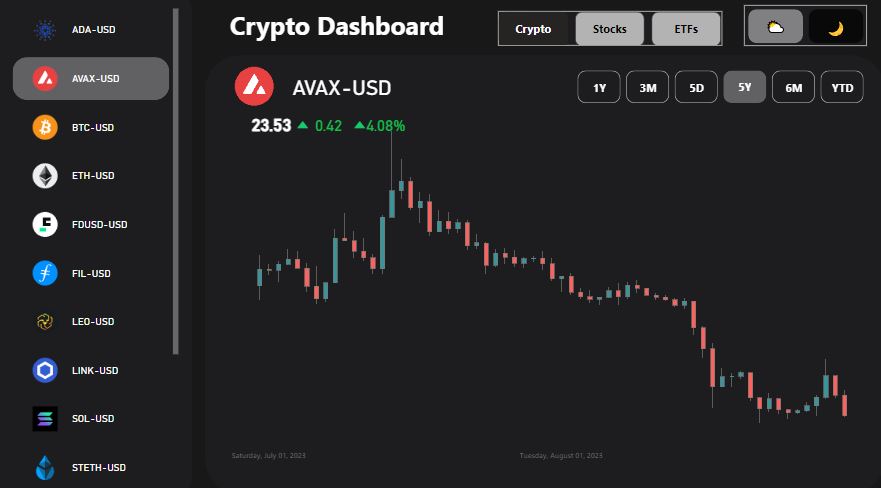 Crypto Dashboard
Crypto
Stocks
ETFs
ADA-USD
AVAX-USD
BTC-USD
ETH-USD
FDUSD-USD
FIL-USD
LEO-USD
LINK-USD
SOL-USD
STETH-USD
AVAX-USD
1Y
3M
5D
5Y
6M
YTD
23.53 ▲ 0.42 ▲4.08%
Saturday, July 01, 2023
Tuesday, August 01, 2023